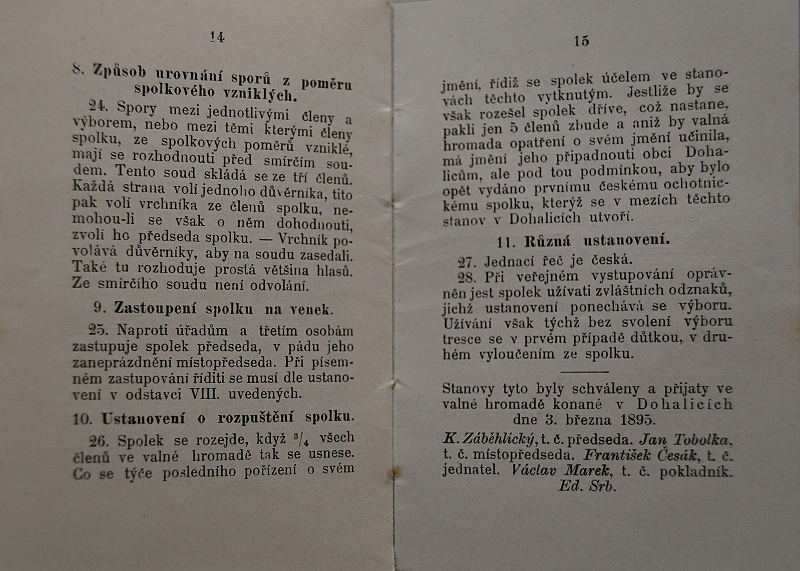 14
8. Způsob urovnání sporů z poměru
spolkového vzniklých.
24. Spory mezi jednotlivými členy a
výborem, nebo mezi těmi kterými členy
spolku, ze spolkových poměrů vzniklé,
mají se rozhodnouti před smírčím sou-
dem. Tento soud skládá se ze tří členů.
Každá strana volí jednoho důvěrníka, tito
pak volí vrchníka ze členů spolku, ne-
mohou-li se však o něm dohodnouti,
zvolí ho předseda spolku. — Vrchník po-
volává důvěrníky, aby na soudu zasedali.
Také tu rozhoduje prostá většina hlasů.
Ze smírčího soudu není odvolání.
9. Zastoupení spolku na venek.
25. Naproti úřadům a třetím osobám
zastupuje spolek předseda, v pádu jeho
zaneprázdnění místopředseda. Při písem-
ném zastupování říditi se musí dle ustano-
vení v odstavci VIII. uvedených.
10. Ustanovení o rozpuštění spolku.
26. Spolek se rozejde, když 3/4 všech
členů ve valné hromadě tak se usnese.
Co se týče posledního pořízení o svém
15
jmění, řídiž se spolek účelem ve stano-
vách těchto vytknutým. Jestliže by se
však rozešel spolek dříve, což nastane,
pakli jen 5 členů zbude a aniž by valná
hromada opatření o svém jmění učinila,
má jmění jeho připadnouti obci Doha-
licům, ale pod tou podmínkou, aby bylo
opět vydáno prvnímu českému ochotnic-
kému spolku, kterýž se v mezích těchto
stanov v Dohalicích utvoří.
11. Různá ustanovení.
27. Jednací řeč je česká.
28. Při veřejném vystupování opráv-
něn jest spolek užívati zvláštních odznaků,
jichž ustanovení ponechává se výboru.
Užívání však týchž bez svolení výboru
tresce se v prvém případě důtkou, v dru-
hém vyloučením ze spolku.
Stanovy tyto byly schváleny a přijaty ve
valné hromadě konané v Dohalicích
dne 3. března 1895.
K. Záběhlický, t. č. předseda. Jan Tobolka,
t. č. místopředseda. František Česák, t. č.
jednatel. Václav Marek, t. č. pokladník.
Ed. Srb.